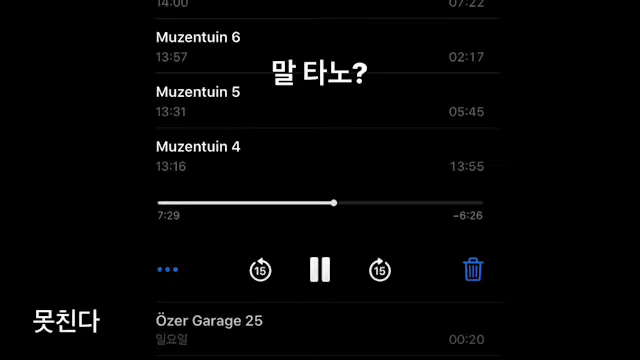 14:00 07:22
Muzentuin 6
13:57 02:17
말 타노?
Muzentuin 5
13:31 05:45
Muzentuin 4
13:16 13:55
7:29 -6:26
15 15
못친다
Özer Garage 25
일요일 00:20